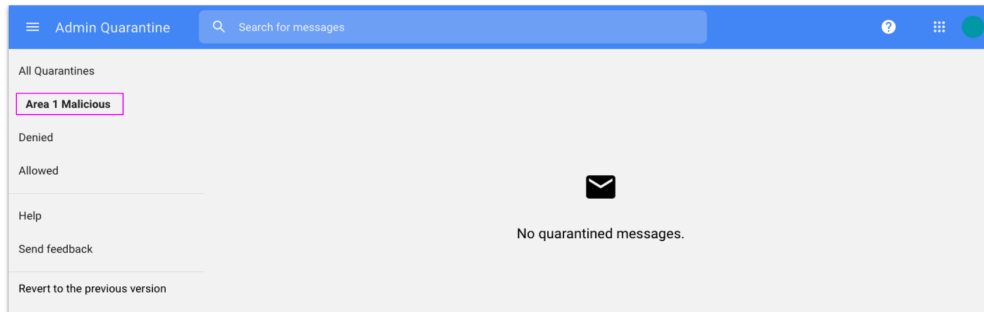 Admin Quarantine
Search for messages
All Quarantines
Area 1 Malicious
Denied
Allowed
Help
Send feedback
Revert to the previous version
No quarantined messages.